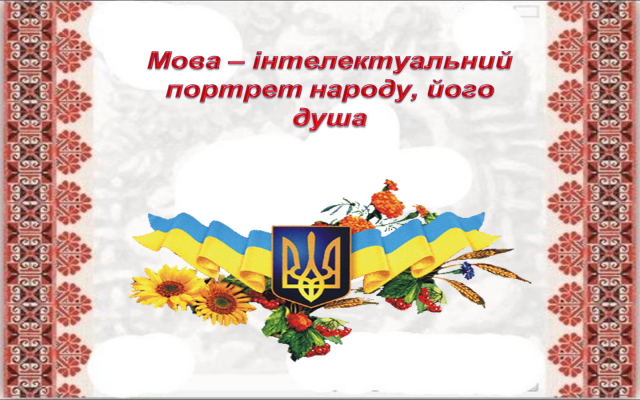 Мова – інтелектуальний
портрет народу, його
душа